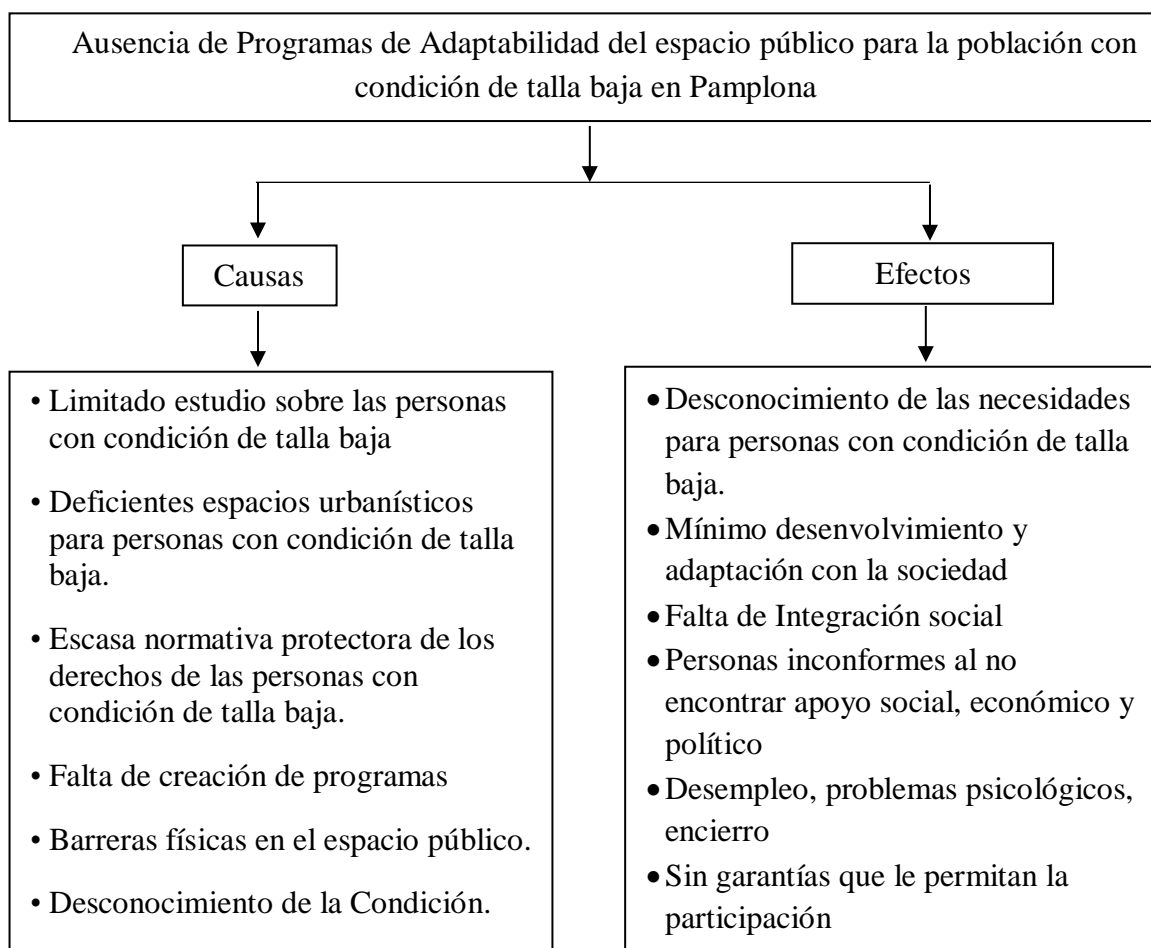 Ausencia de Programas de Adaptabilidad del espacio público para la población con
condición de talla baja en Pamplona
Causas
• Limitado estudio sobre las personas
con condición de talla baja
• Deficientes espacios urbanísticos
para personas con condición de talla
baja.
• Escasa normativa protectora de los
derechos de las personas con
condición de talla baja.
• Falta de creación de programas
• Barreras físicas en el espacio público.
• Desconocimiento de la Condición.
Efectos
• Desconocimiento de las necesidades
para personas con condición de talla
baja.
• Mínimo desenvolvimiento y
adaptación con la sociedad
• Falta de Integración social
• Personas inconformes al no
encontrar apoyo social, económico y
político
• Desempleo, problemas psicológicos,
encierro
• Sin garantías que le permitan la
participación